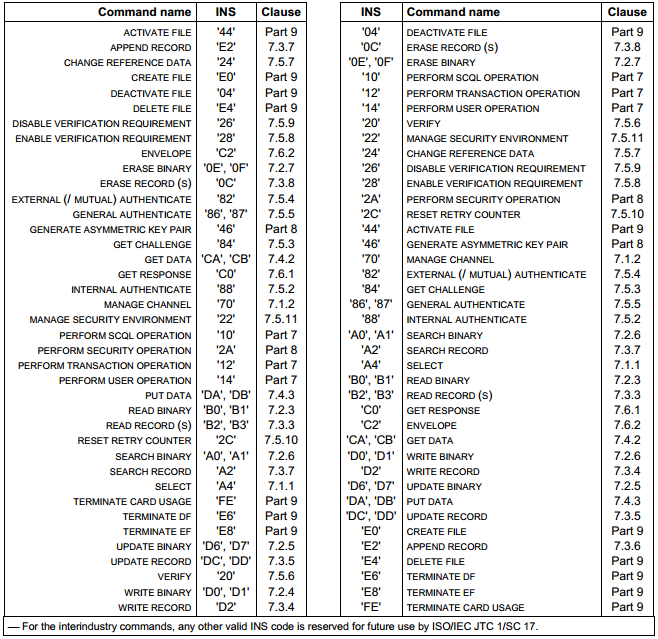 Command name INS Clause
ACTIVATE FILE '44' Part 9
APPEND RECORD 'E2' 7.3.7
CHANGE REFERENCE DATA '24' 7.5.7
CREATE FILE 'E0' Part 9
DEACTIVATE FILE '04' Part 9
DELETE FILE 'E4' Part 9
DISABLE VERIFICATION REQUIREMENT '26' 7.5.9
ENABLE VERIFICATION REQUIREMENT '28' 7.5.8
ENVELOPE 'C2' 7.6.2
ERASE BINARY '0E', '0F' 7.2.7
ERASE RECORD (S) '0C' 7.3.8
EXTERNAL (/ MUTUAL) AUTHENTICATE '82' 7.5.4
GENERAL AUTHENTICATE '86', '87' 7.5.5
GENERATE ASYMMETRIC KEY PAIR '46' Part 8
GET CHALLENGE '84' 7.5.3
GET DATA 'CA', 'CB' 7.4.2
GET RESPONSE 'C0' 7.6.1
INTERNAL AUTHENTICATE '88' 7.5.2
MANAGE CHANNEL '70' 7.1.2
MANAGE SECURITY ENVIRONMENT '22' 7.5.11
PERFORM SCQL OPERATION '10' Part 7
PERFORM SECURITY OPERATION '2A' Part 8
PERFORM TRANSACTION OPERATION '12' Part 7
PERFORM USER OPERATION '14' Part 7
PUT DATA 'DA', 'DB' 7.4.3
READ BINARY 'B0', 'B1' 7.2.3
READ RECORD (S) 'B2', 'B3' 7.3.3
RESET RETRY COUNTER '2C' 7.5.10
SEARCH BINARY 'A0', 'A1' 7.2.6
SEARCH RECORD 'A2' 7.3.7
SELECT 'A4' 7.1.1
TERMINATE CARD USAGE 'FE' Part 9
TERMINATE DF 'E6' Part 9
TERMINATE EF 'E8' Part 9
UPDATE BINARY 'D6', 'D7' 7.2.5
UPDATE RECORD 'DC', 'DD' 7.3.5
VERIFY '20' 7.5.6
WRITE BINARY 'D0', 'D1' 7.2.4
WRITE RECORD 'D2' 7.3.4
INS Command name Clause
'04' DEACTIVATE FILE Part 9
'0C' ERASE RECORD (S) 7.3.8
'0E', '0F' ERASE BINARY 7.2.7
'10' PERFORM SCQL OPERATION Part 7
'12' PERFORM TRANSACTION OPERATION Part 7
'14' PERFORM USER OPERATION Part 7
'20' VERIFY 7.5.6
'22' MANAGE SECURITY ENVIRONMENT 7.5.11
'24' CHANGE REFERENCE DATA 7.5.7
'26' DISABLE VERIFICATION REQUIREMENT 7.5.9
'28' ENABLE VERIFICATION REQUIREMENT 7.5.8
'2A' PERFORM SECURITY OPERATION Part 8
'2C' RESET RETRY COUNTER 7.5.10
'44' ACTIVATE FILE Part 9
'46' GENERATE ASYMMETRIC KEY PAIR Part 8
'70' MANAGE CHANNEL 7.1.2
'82' EXTERNAL (/ MUTUAL) AUTHENTICATE 7.5.4
'84' GET CHALLENGE 7.5.3
'86', '87' GENERAL AUTHENTICATE 7.5.5
'88' INTERNAL AUTHENTICATE 7.5.2
'A0', 'A1' SEARCH BINARY 7.2.6
'A2' SEARCH RECORD 7.3.7
'A4' SELECT 7.1.1
'B0', 'B1' READ BINARY 7.2.3
'B2', 'B3' READ RECORD (S) 7.3.3
'C0' GET RESPONSE 7.6.1
'C2' ENVELOPE 7.6.2
'CA', 'CB' GET DATA 7.4.2
'D0', 'D1' WRITE BINARY 7.2.6
'D2' WRITE RECORD 7.3.4
'D6', 'D7' UPDATE BINARY 7.2.5
'DA', 'DB' PUT DATA 7.4.3
'DC', 'DD' UPDATE RECORD 7.3.5
'E0' CREATE FILE Part 9
'E2' APPEND RECORD 7.3.6
'E4' DELETE FILE Part 9
'E6' TERMINATE DF Part 9
'E8' TERMINATE EF Part 9
'FE' TERMINATE CARD USAGE Part 9
— For the interindustry commands, any other valid INS code is reserved for future use by ISO/IEC JTC 1/SC 17.